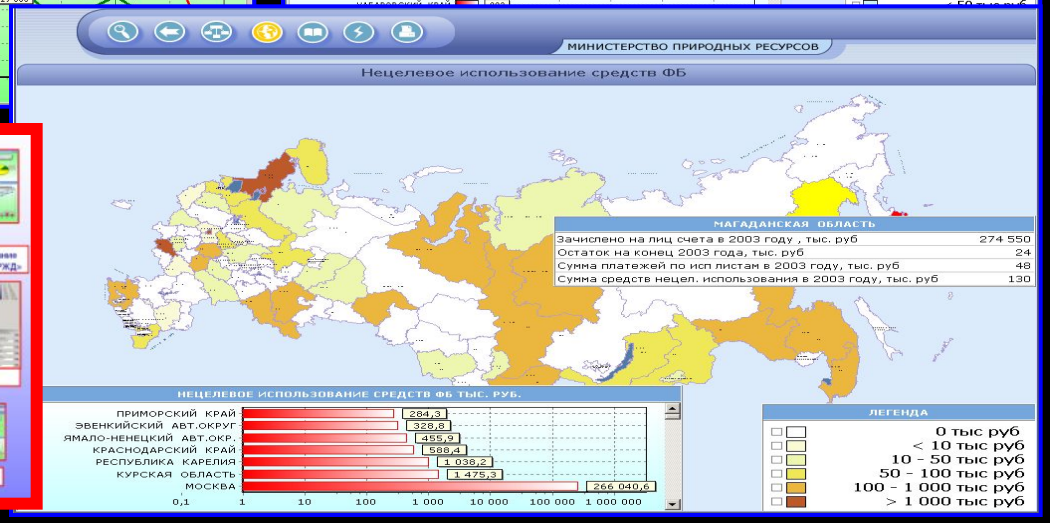 ХАБАРОВСКИЙ КРАЙ
< 50 тыс руб
МИНИСТЕРСТВО ПРИРОДНЫХ РЕСУРСОВ
Нецелевое использование средств ФБ
РЖД»
МАГАДАНСКАЯ ОБЛАСТЬ
Зачислено на лиц счета в 2003 году , тыс. руб 274 550
Остаток на конец 2003 года, тыс. руб 24
Сумма платежей по исп листам в 2003 году, тыс. руб 48
Сумма средств нецел. использования в 2003 году, тыс. руб 130
НЕЦЕЛЕВОЕ ИСПОЛЬЗОВАНИЕ СРЕДСТВ ФБ ТЫС. РУБ.
ПРИМОРСКИЙ КРАЙ 284,3
ЭВЕНКИЙСКИЙ АВТ.ОКРУГ 328,8
ЯМАЛО-НЕНЕЦКИЙ АВТ.ОКР. 455,9
КРАСНОДАРСКИЙ КРАЙ 588,4
РЕСПУБЛИКА КАРЕЛИЯ 1 038,2
КУРСКАЯ ОБЛАСТЬ 1 475,3
МОСКВА 266 040,6
0,1 1 10 100 1 000 10 000 100 000 1 000 000
ЛЕГЕНДА
0 тыс руб
< 10 тыс руб
10 - 50 тыс руб
50 - 100 тыс руб
100 - 1 000 тыс руб
> 1 000 тыс руб